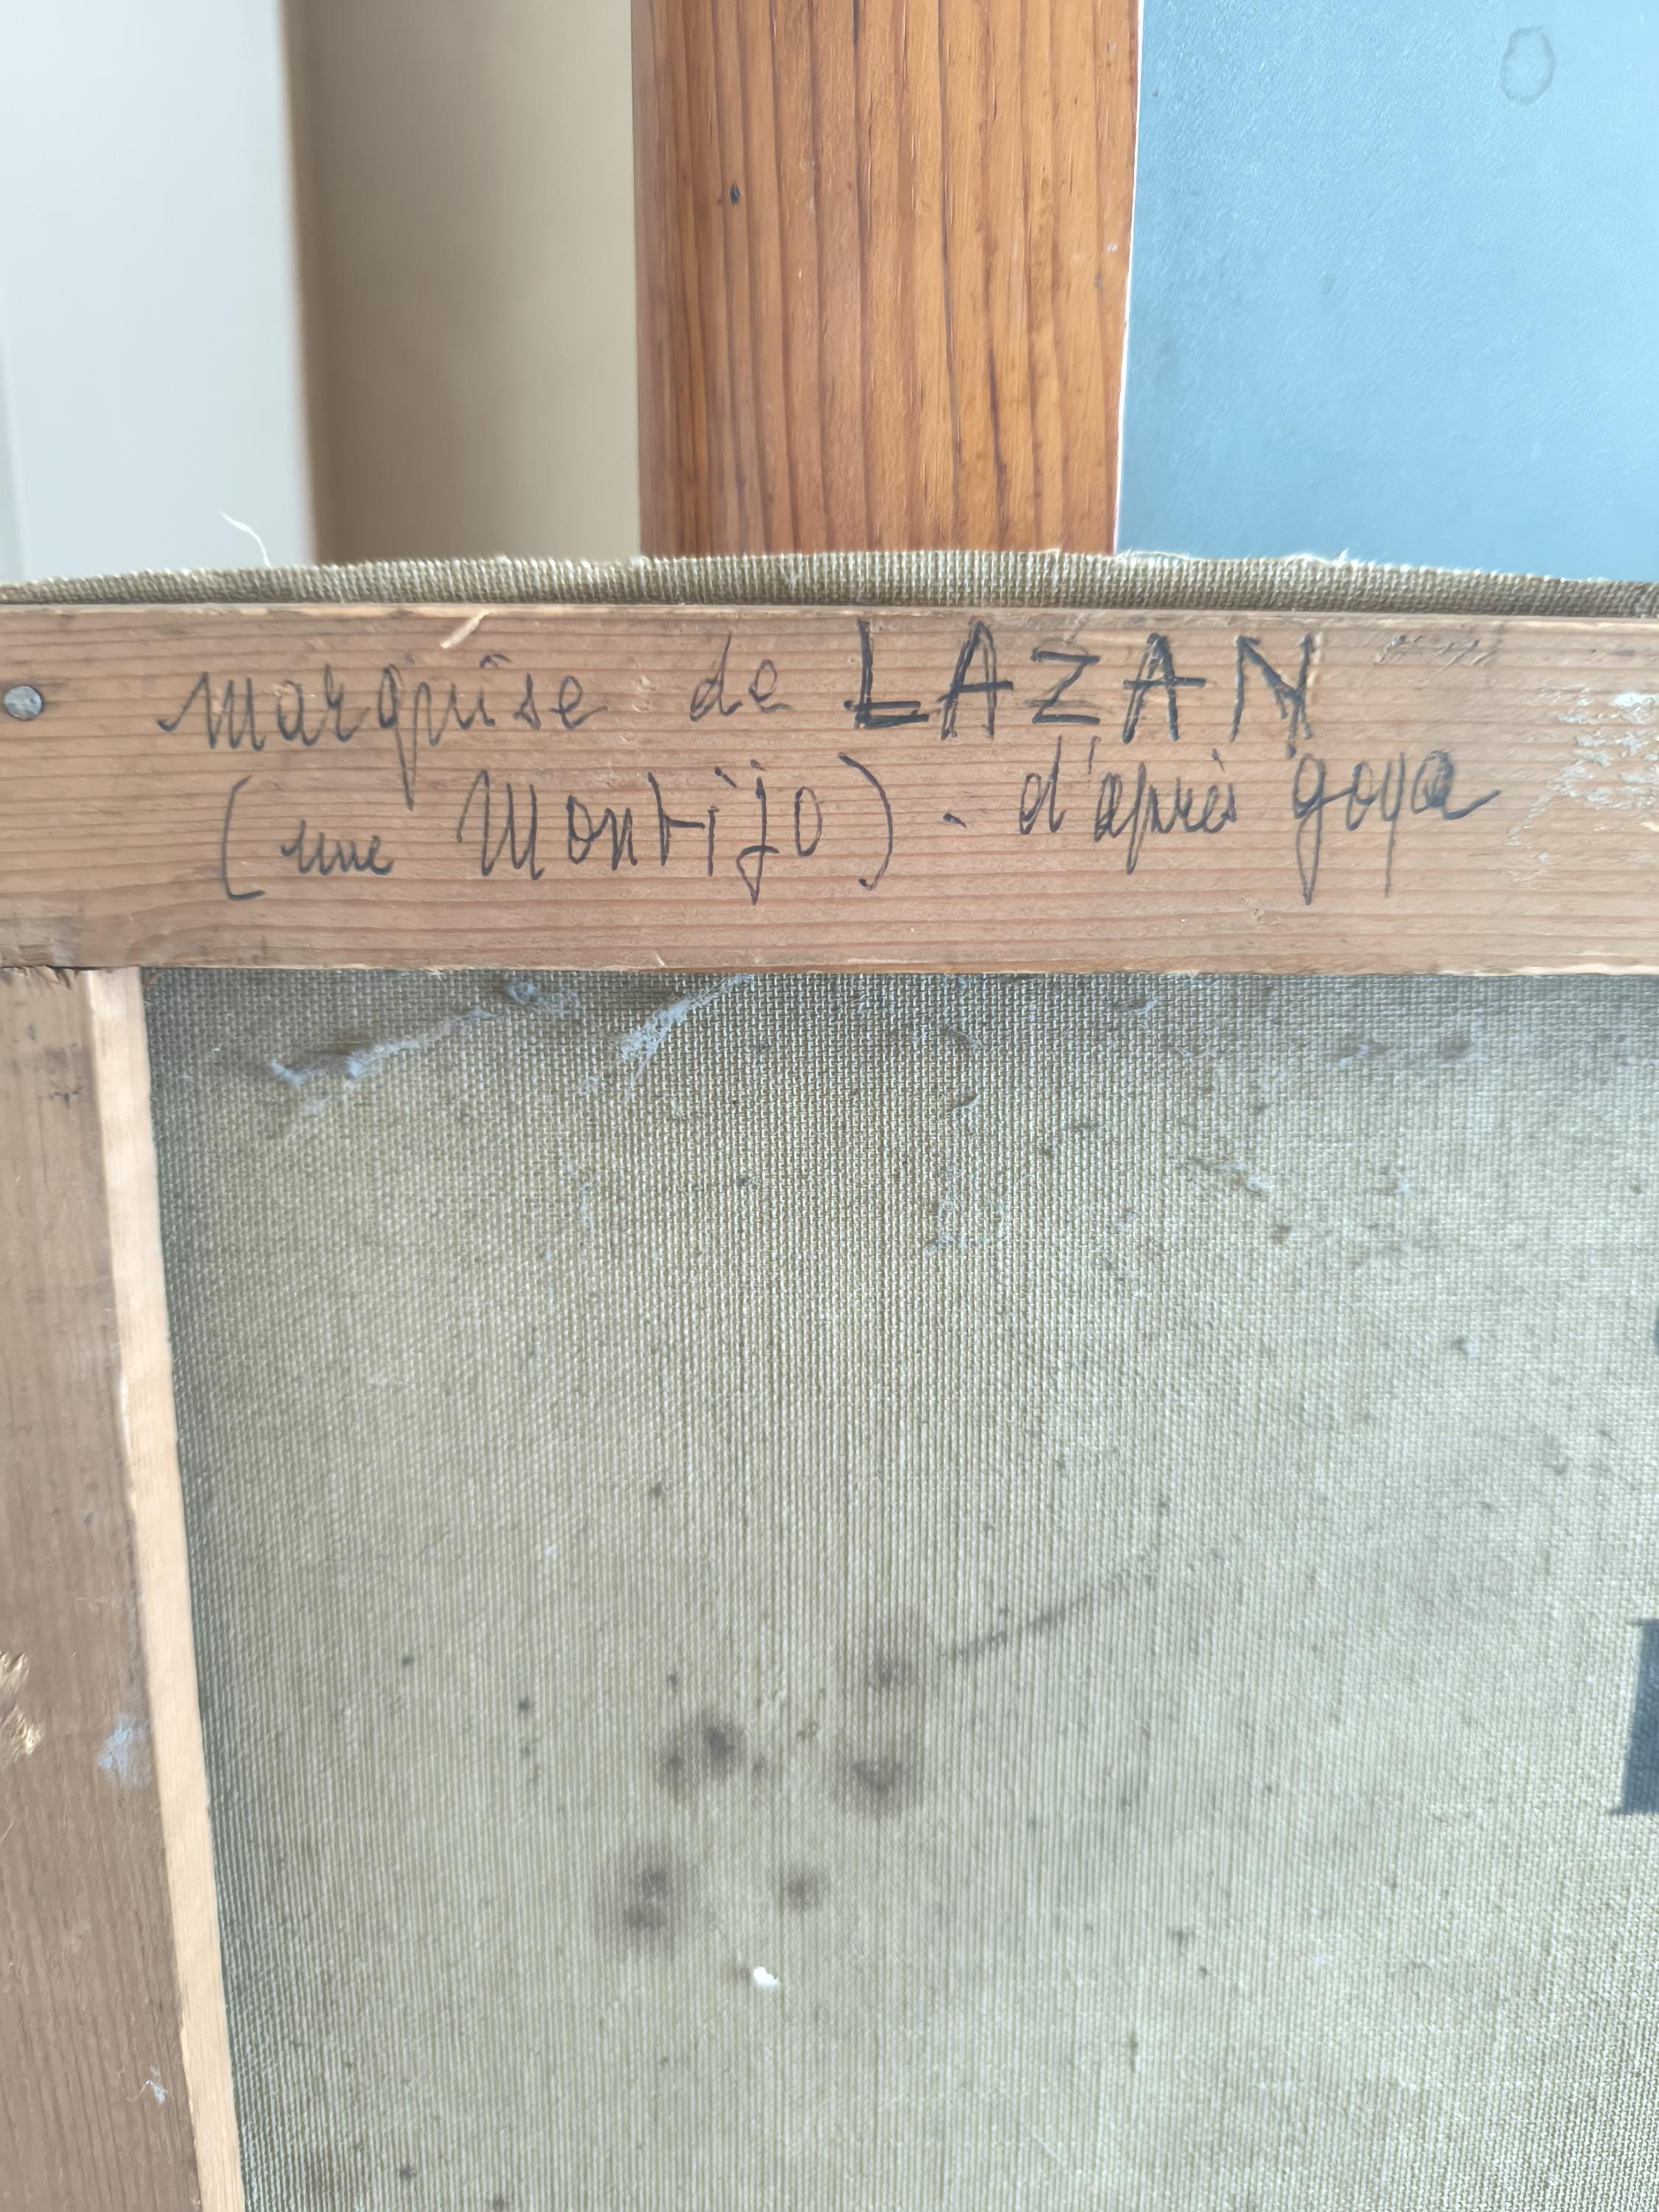 marquise de LAZAN
(une Montijo) - d'après goya